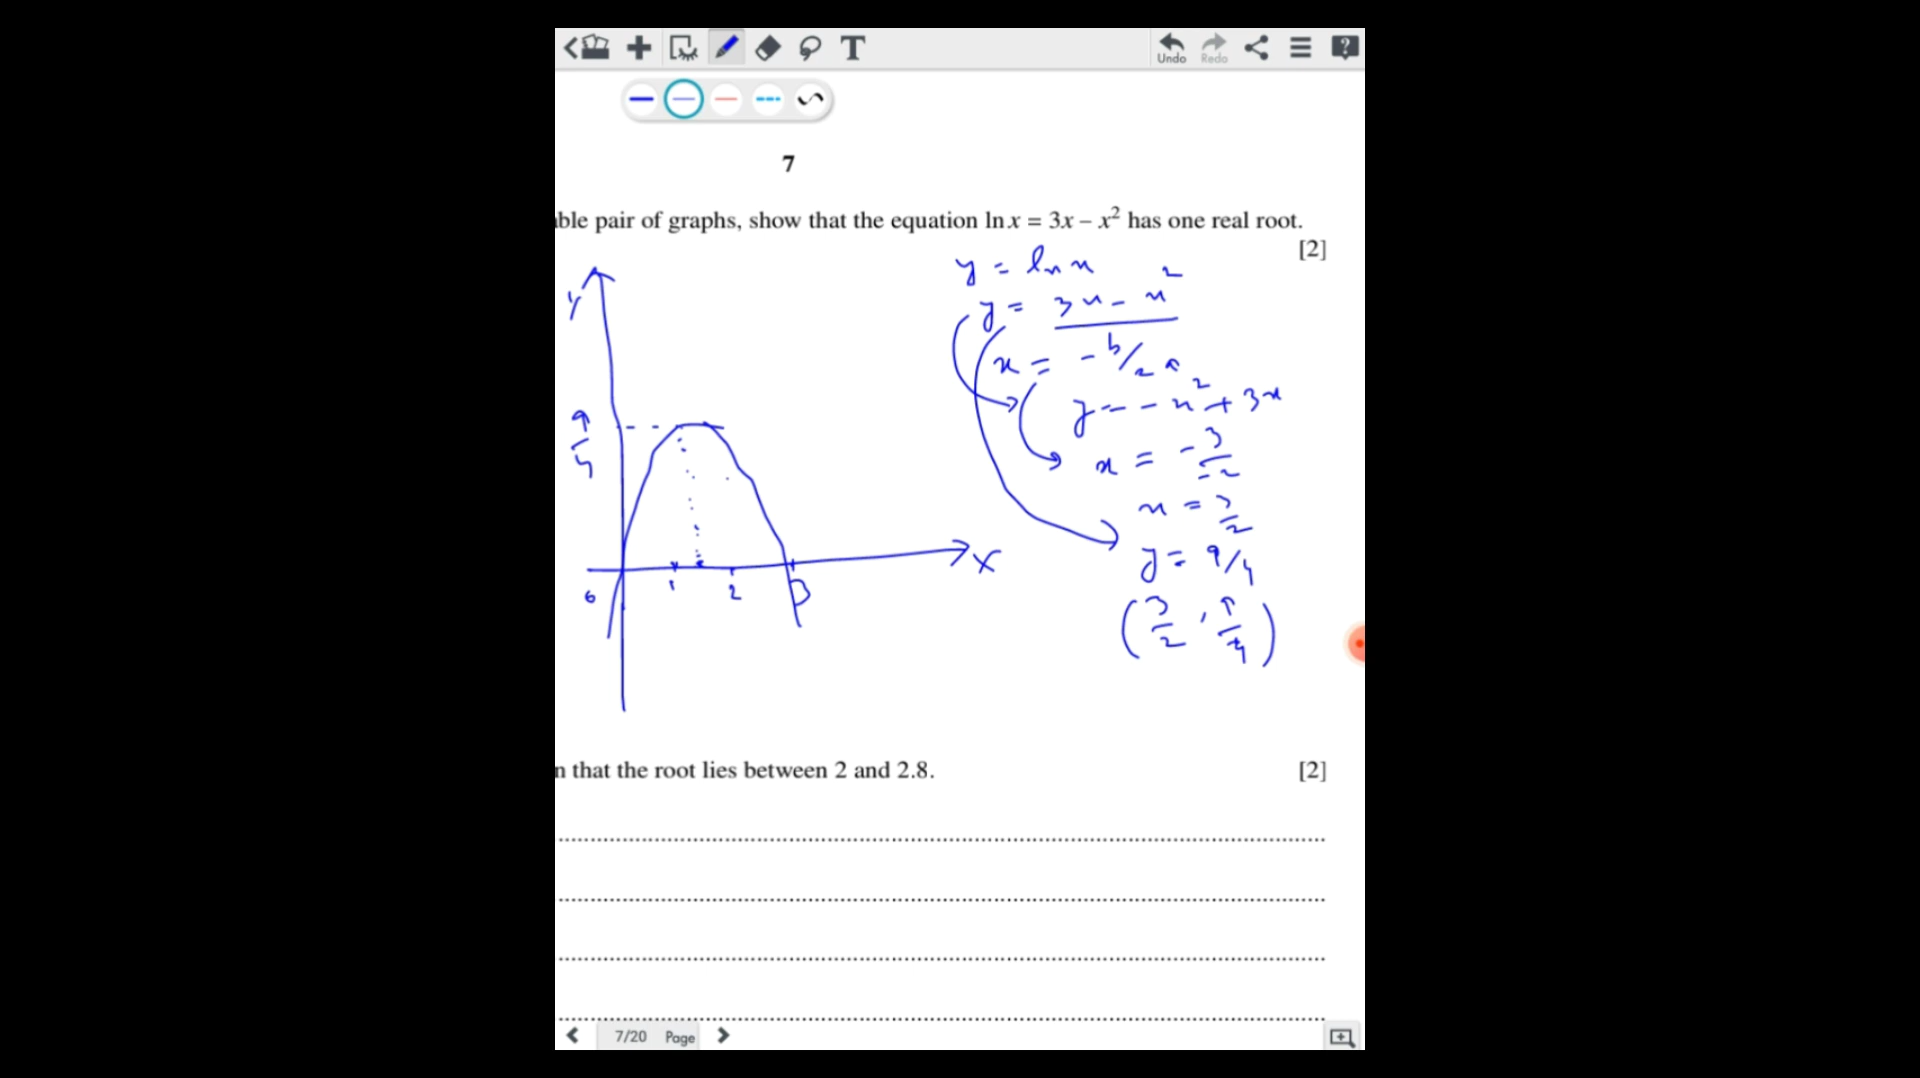 Undo Redo
7
ble pair of graphs, show that the equation ln x = 3x – x² has one real root.
[2]
y = ln x
y = 3x - x²
x = -b/2a
y = -x² + 3x
x = -3/-2
x = 3/2
y = 9/4
(3/2, 9/4)
Y
9/4
X
0 1 2 3
n that the root lies between 2 and 2.8. [2]
7/20 Page